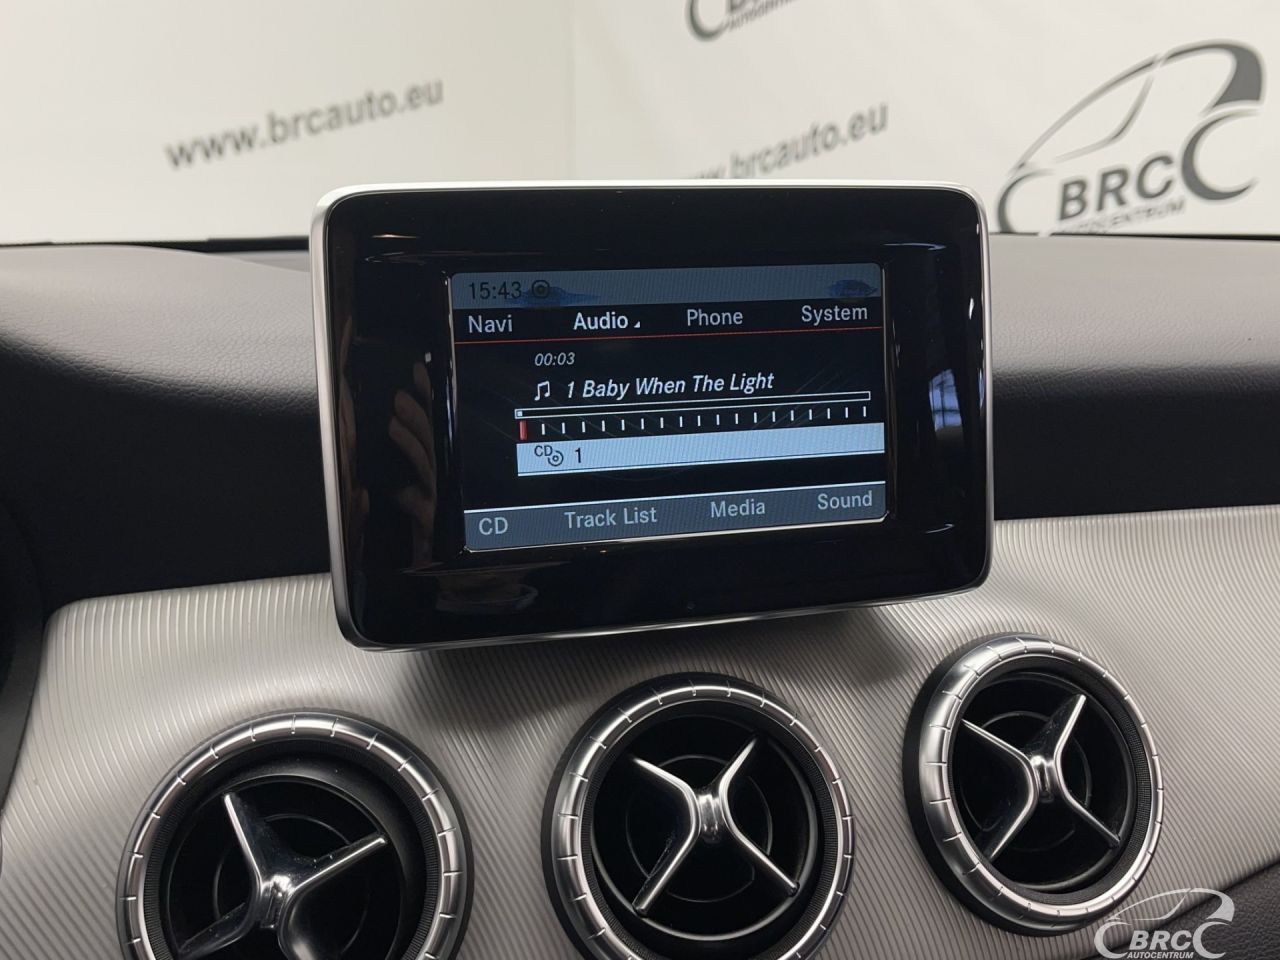 www.brcauto.eu
www.brcauto.eu
BRC
AUTOCENTRUM
15:43
Navi Audio Phone System
00:03
1 Baby When The Light
CD 1
CD Track List Media Sound
BRC
AUTOCENTRUM